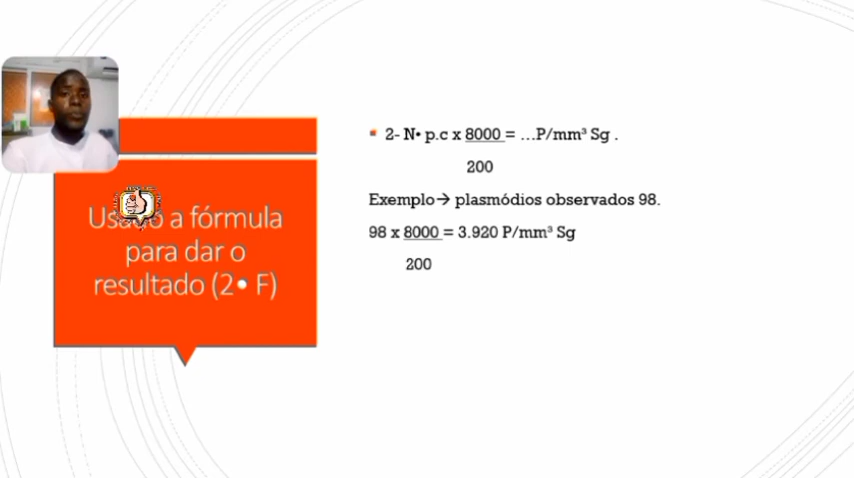 a fórmula
para dar o
resultado (2• F)
2- N• p.c x 8000 = ...P/mm³ Sg .
200
Exemplo→ plasmódios observados 98.
98 x 8000 = 3.920 P/mm³ Sg
200